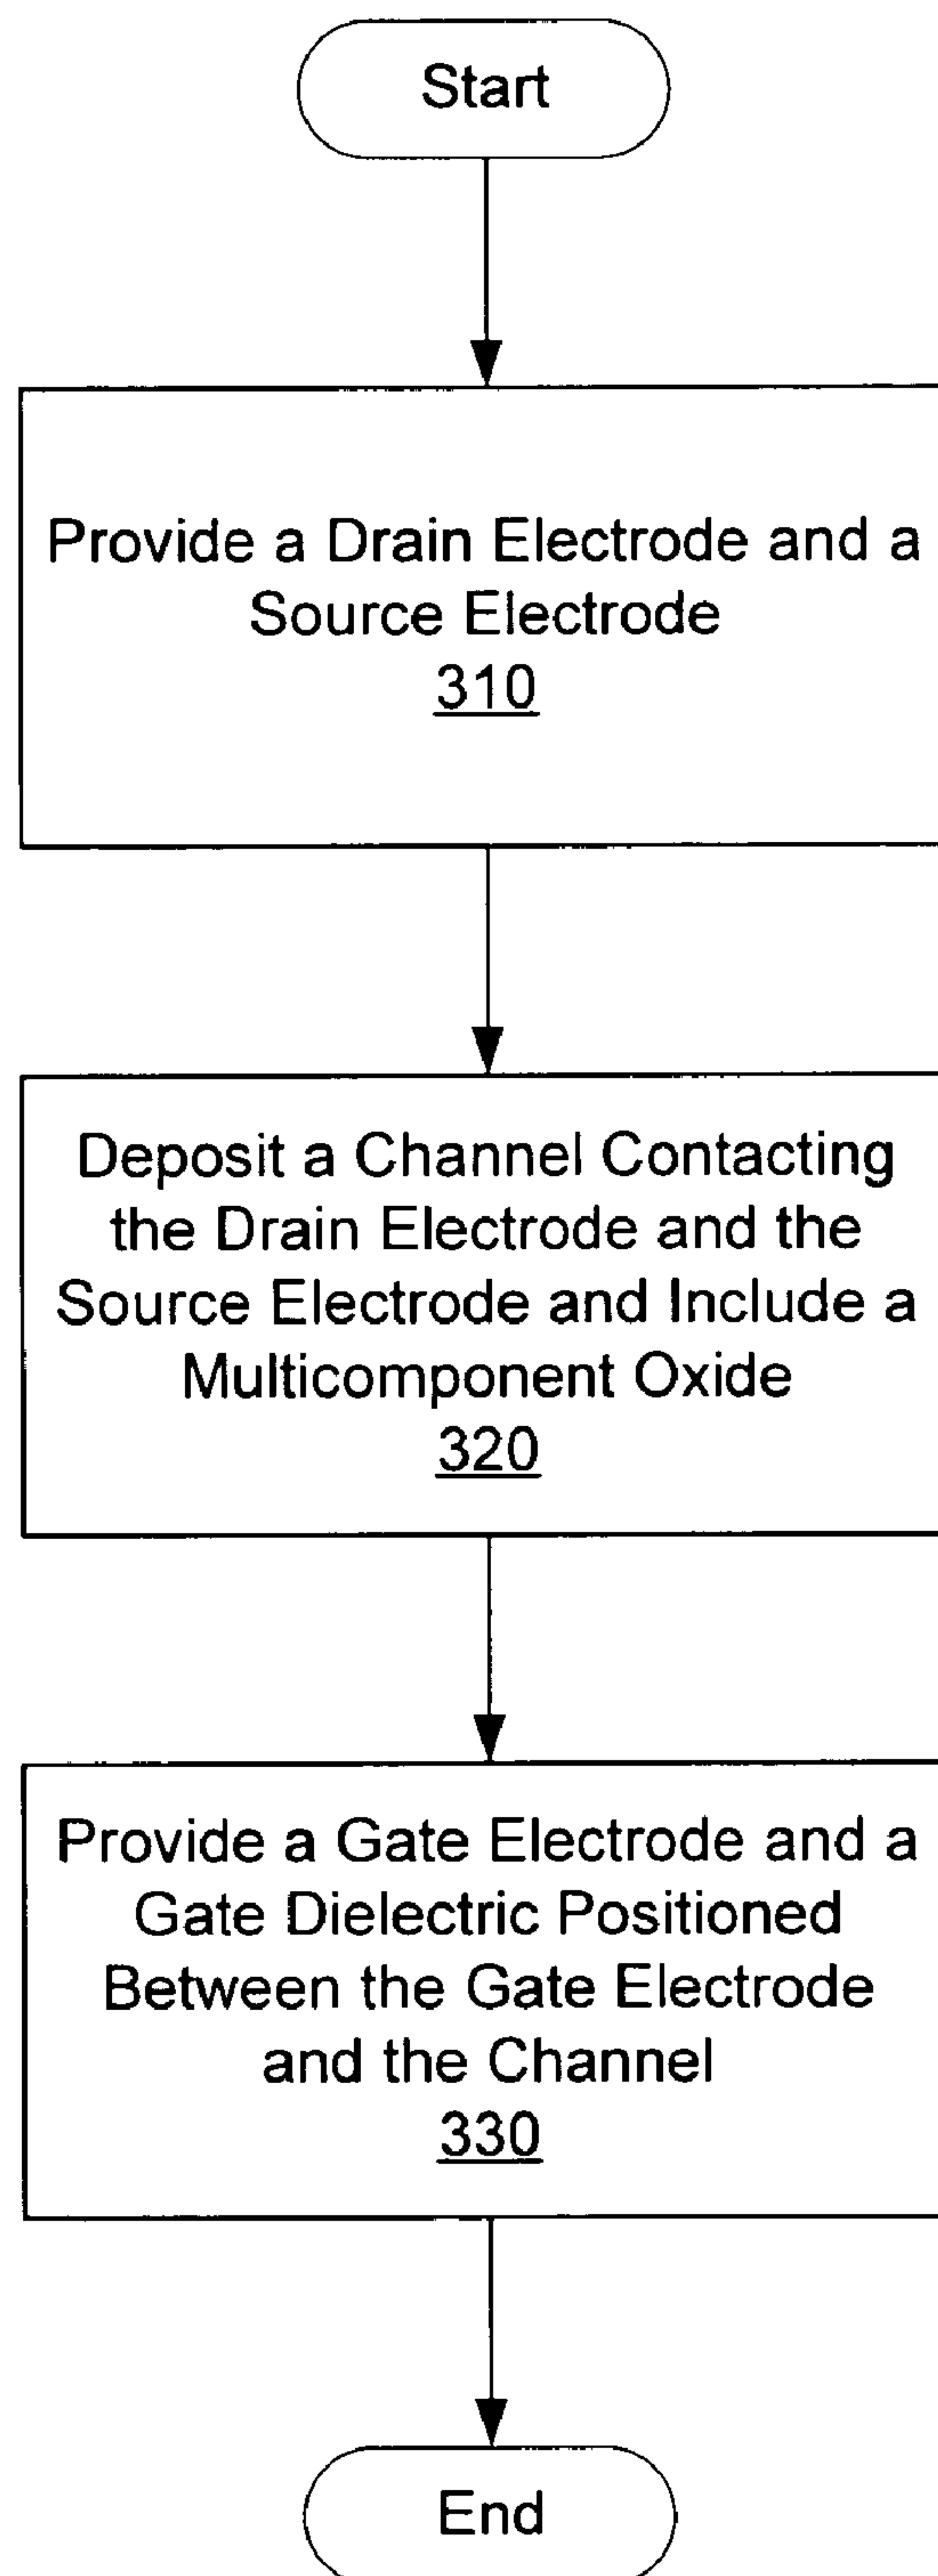 Start
Provide a Drain Electrode and a
Source Electrode
310
Deposit a Channel Contacting
the Drain Electrode and the
Source Electrode and Include a
Multicomponent Oxide
320
Provide a Gate Electrode and a
Gate Dielectric Positioned
Between the Gate Electrode
and the Channel
330
End